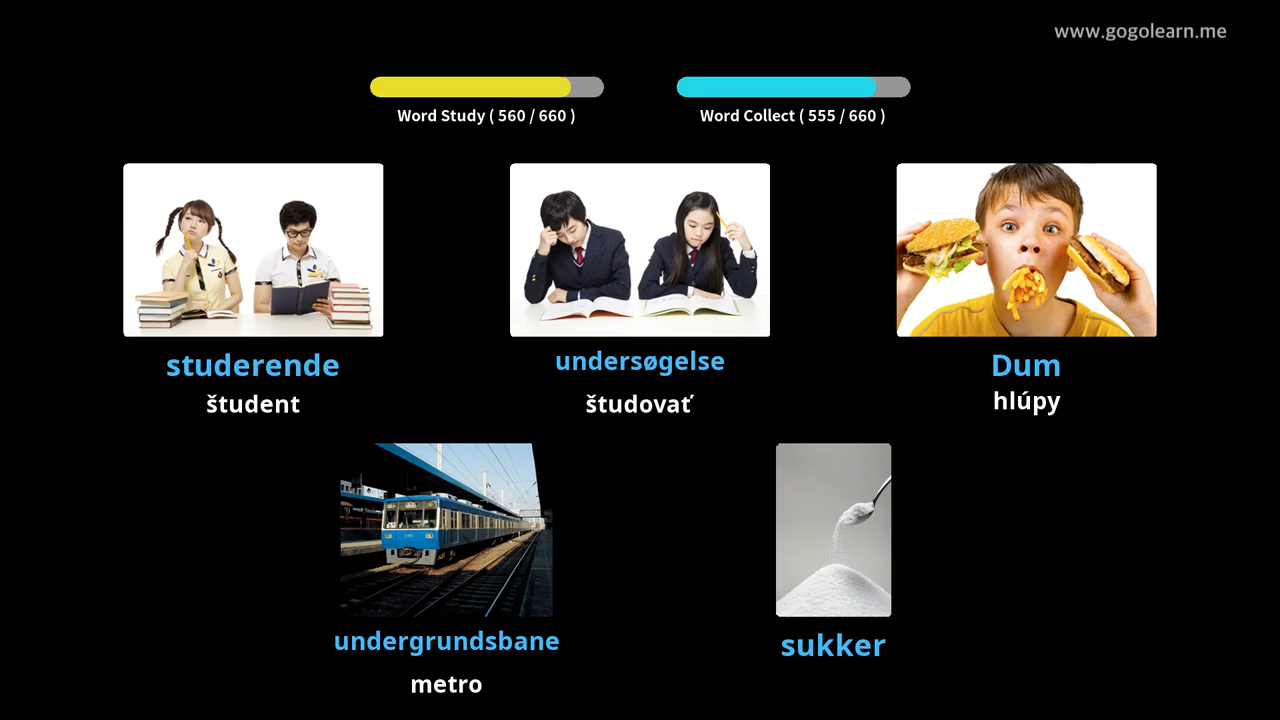 www.gogolearn.me
Word Study ( 560 / 660 )
Word Collect ( 555 / 660 )
studerende
študent
undersøgelse
študovať
Dum
hlúpy
undergrundsbane
metro
sukker